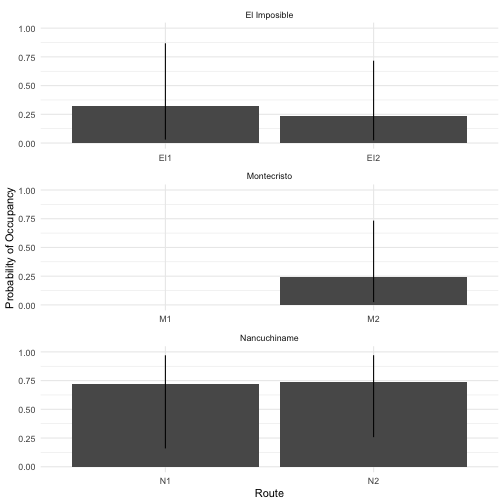 El Imposible
1.00
0.75
0.50
0.25
0.00
EI1
EI2
Montecristo
1.00
0.75
0.50
0.25
0.00
M1
M2
Nancuchiname
1.00
0.75
0.50
0.25
0.00
N1
N2
Route
Probability of Occupancy